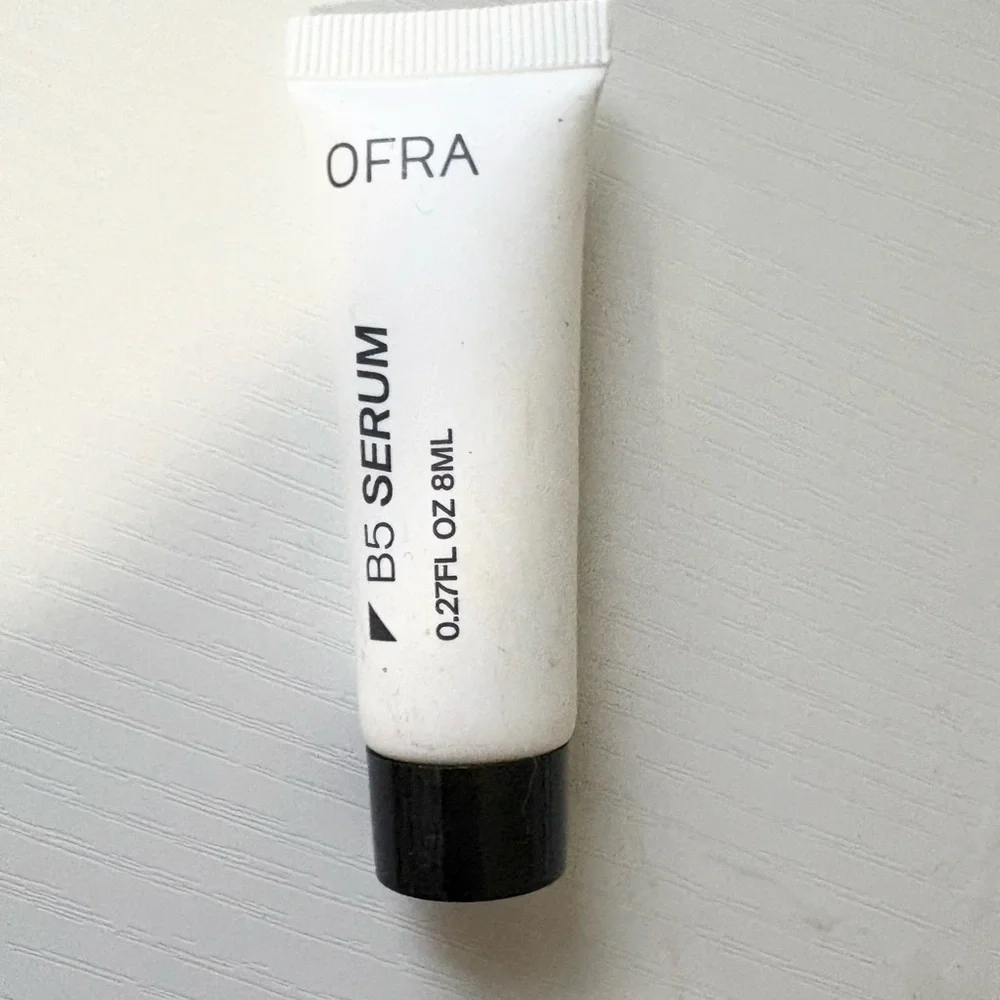 OFRA
B5 SERUM
0.27FL OZ 8ML